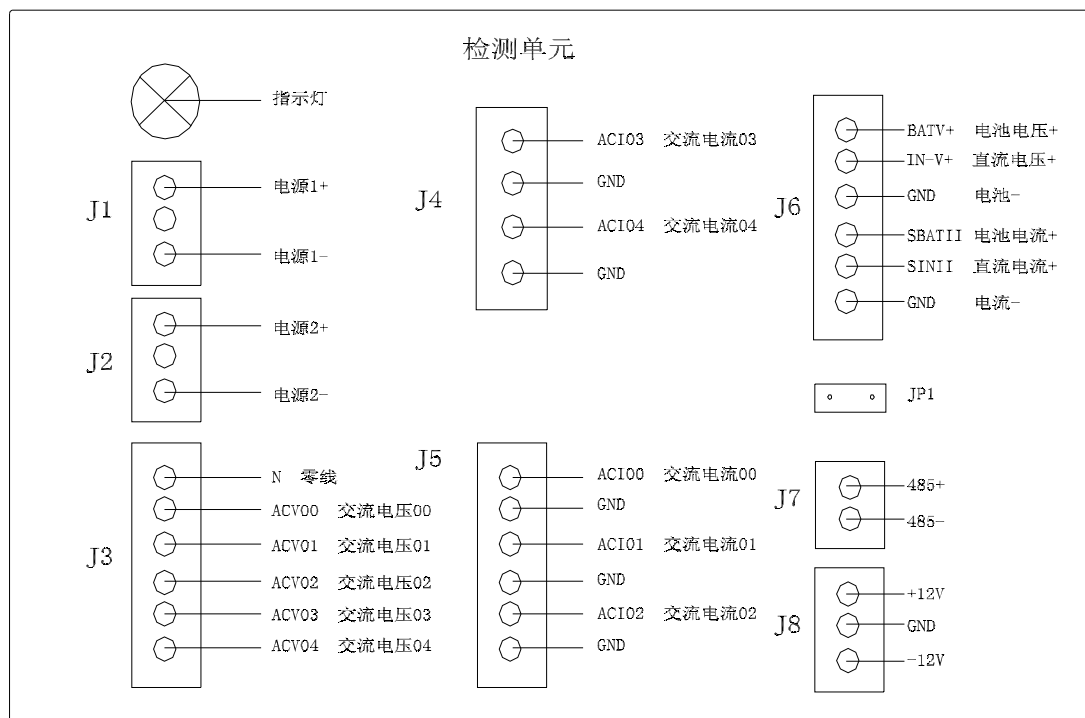 检测单元
指示灯
J1
电源1+
电源1-
J2
电源2+
电源2-
J3
N 零线
ACV00 交流电压00
ACV01 交流电压01
ACV02 交流电压02
ACV03 交流电压03
ACV04 交流电压04
J4
ACI03 交流电流03
GND
ACI04 交流电流04
GND
J5
ACI00 交流电流00
GND
ACI01 交流电流01
GND
ACI02 交流电流02
GND
J6
BATV+ 电池电压+
IN-V+ 直流电压+
GND 电池-
SBATII 电池电流+
SINII 直流电流+
GND 电流-
JP1
J7
485+
485-
J8
+12V
GND
-12V